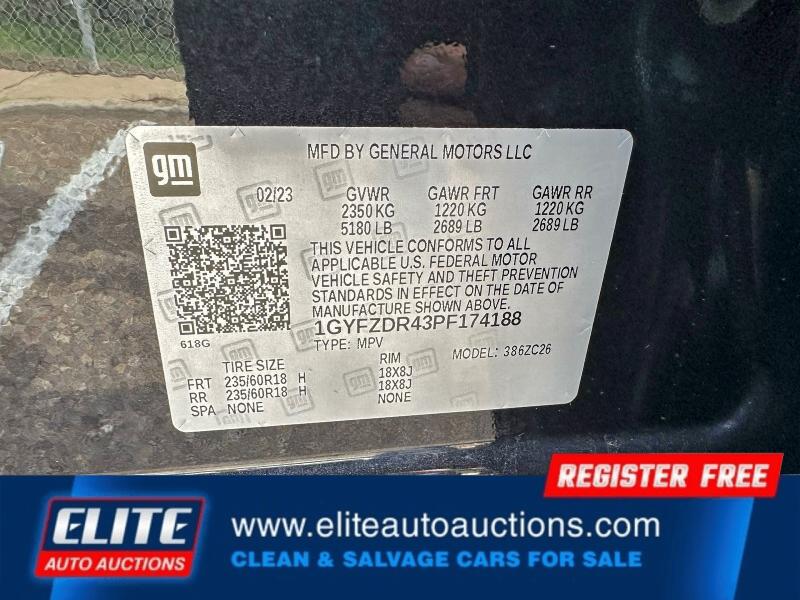 gm
MFD BY GENERAL MOTORS LLC
02/23 GVWR GAWR FRT GAWR RR
2350 KG 1220 KG 1220 KG
5180 LB 2689 LB 2689 LB
THIS VEHICLE CONFORMS TO ALL
APPLICABLE U.S. FEDERAL MOTOR
VEHICLE SAFETY AND THEFT PREVENTION
STANDARDS IN EFFECT ON THE DATE OF
MANUFACTURE SHOWN ABOVE.
1GYFZDR43PF174188
618G
TYPE: MPV MODEL: 386ZC26
TIRE SIZE RIM
FRT 235/60R18 H 18X8J
RR 235/60R18 H 18X8J
SPA NONE NONE
REGISTER FREE
ELITE
AUTO AUCTIONS
www.eliteautoauctions.com
CLEAN & SALVAGE CARS FOR SALE